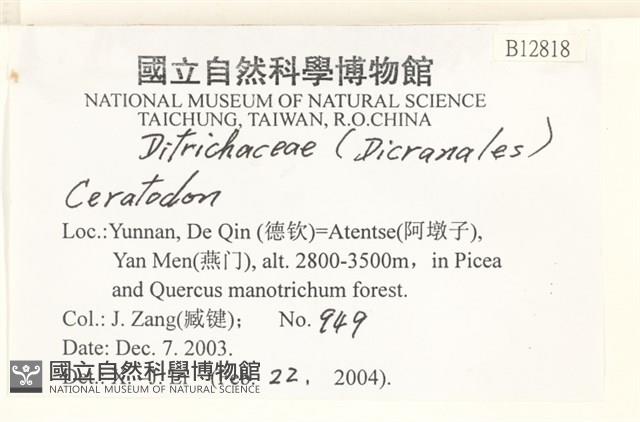 B12818
國立自然科學博物館
NATIONAL MUSEUM OF NATURAL SCIENCE
TAICHUNG, TAIWAN, R.O.CHINA
Ditrichaceae (Dicranales)
Ceratodon
Loc.:Yunnan, De Qin (德钦)=Atentse(阿墩子),
Yan Men(燕门), alt. 2800-3500m，in Picea
and Quercus manotrichum forest.
Col.: J. Zang(臧键)； No. 949
Date: Dec. 7. 2003.
Det.: X. J. Li (Feb. 22, 2004).
國立自然科學博物館
NATIONAL MUSEUM OF NATURAL SCIENCE